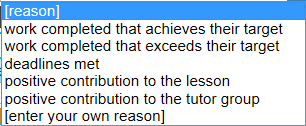 [reason]
work completed that achieves their target
work completed that exceeds their target
deadlines met
positive contribution to the lesson
positive contribution to the tutor group
[enter your own reason]